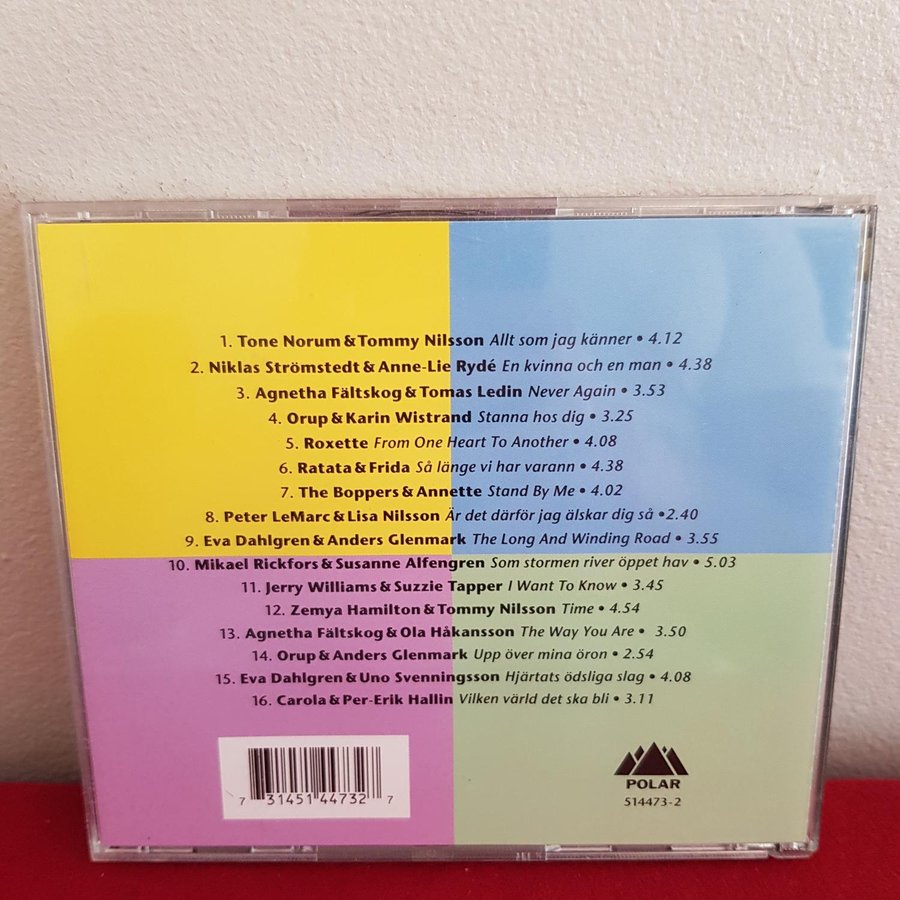 1. Tone Norum & Tommy Nilsson Allt som jag känner • 4.12
2. Niklas Strömstedt & Anne-Lie Rydé En kvinna och en man • 4.38
3. Agnetha Fältskog & Tomas Ledin Never Again • 3.53
4. Orup & Karin Wistrand Stanna hos dig • 3.25
5. Roxette From One Heart To Another • 4.08
6. Ratata & Frida Så länge vi har varann • 4.38
7. The Boppers & Annette Stand By Me • 4.02
8. Peter LeMarc & Lisa Nilsson Är det därför jag älskar dig så •2.40
9. Eva Dahlgren & Anders Glenmark The Long And Winding Road • 3.55
10. Mikael Rickfors & Susanne Alfengren Som stormen river öppet hav • 5.03
11. Jerry Williams & Suzzie Tapper I Want To Know • 3.45
12. Zemya Hamilton & Tommy Nilsson Time • 4.54
13. Agnetha Fältskog & Ola Håkansson The Way You Are • 3.50
14. Orup & Anders Glenmark Upp över mina öron • 2.54
15. Eva Dahlgren & Uno Svenningsson Hjärtats ödsliga slag • 4.08
16. Carola & Per-Erik Hallin Vilken värld det ska bli • 3.11
7 31451 44732 7
POLAR
514473-2